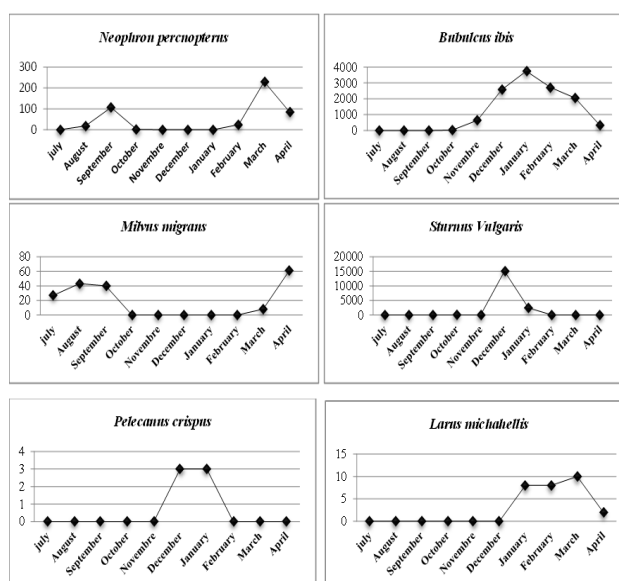 Neophron percnopterus
300
200
100
0
july
August
September
October
Novembre
December
January
February
March
April
Bubulcus ibis
4000
3000
2000
1000
0
july
August
September
October
Novembre
December
January
February
March
April
Milvus migrans
80
60
40
20
0
july
August
September
October
Novembre
December
January
February
March
April
Sturnus Vulgaris
20000
15000
10000
5000
0
july
August
September
October
Novembre
December
January
February
March
April
Pelecanus crispus
4
3
2
1
0
july
August
September
October
Novembre
December
January
February
March
April
Larus michahellis
15
10
5
0
july
August
September
October
Novembre
December
January
February
March
April